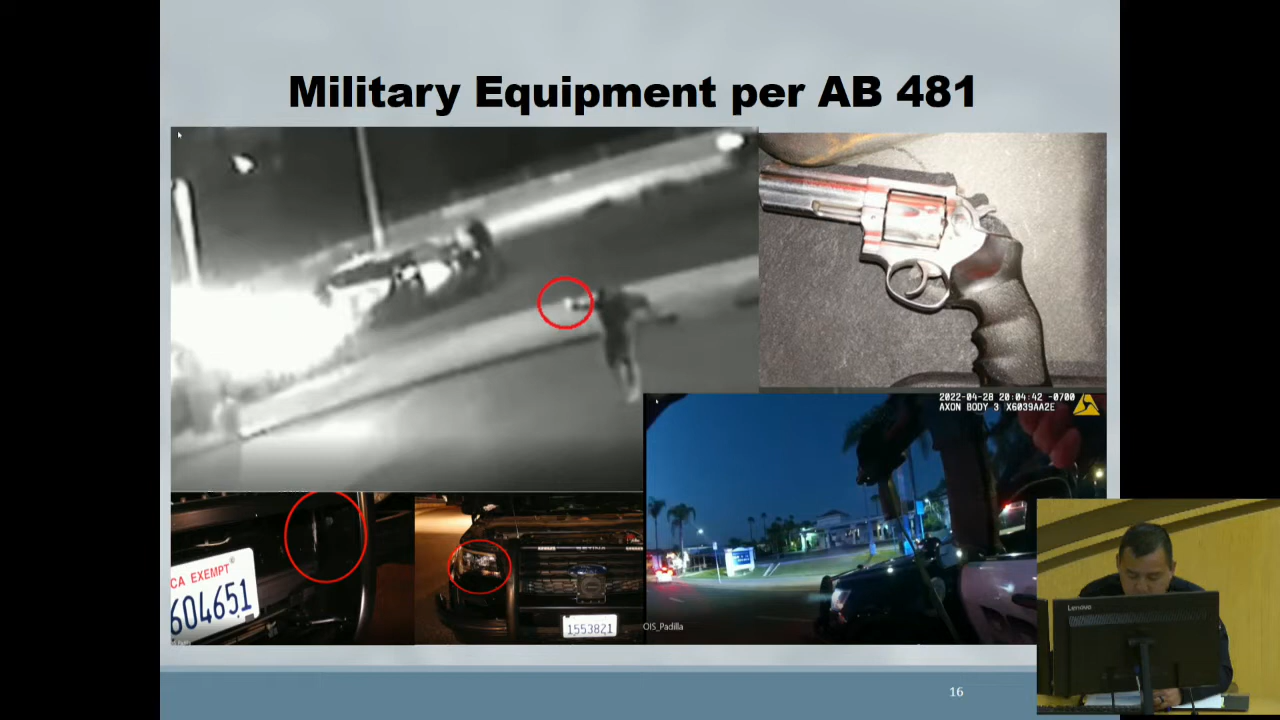 Military Equipment per AB 481
2022-04-28 20:04:42 -0700
AXON BODY 3 X6039AA2E
CA EXEMPT
604651
1553821
OIS_Padilla
Lenovo
16